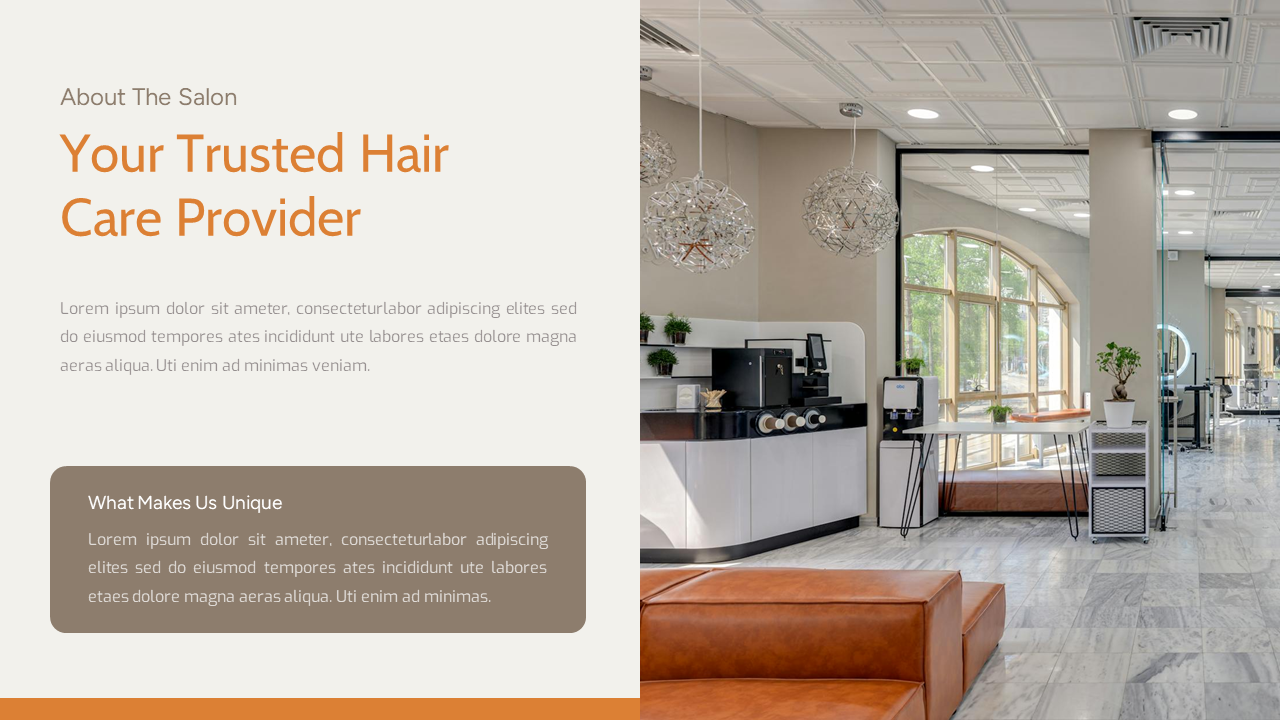 About The Salon
Your Trusted Hair
Care Provider
Lorem ipsum dolor sit ameter, consecteturlabor adipiscing elites sed
do eiusmod tempores ates incididunt ute labores etaes dolore magna
aeras aliqua. Uti enim ad minimas veniam.
What Makes Us Unique
Lorem ipsum dolor sit ameter, consecteturlabor adipiscing
elites sed do eiusmod tempores ates incididunt ute labores
etaes dolore magna aeras aliqua. Uti enim ad minimas.